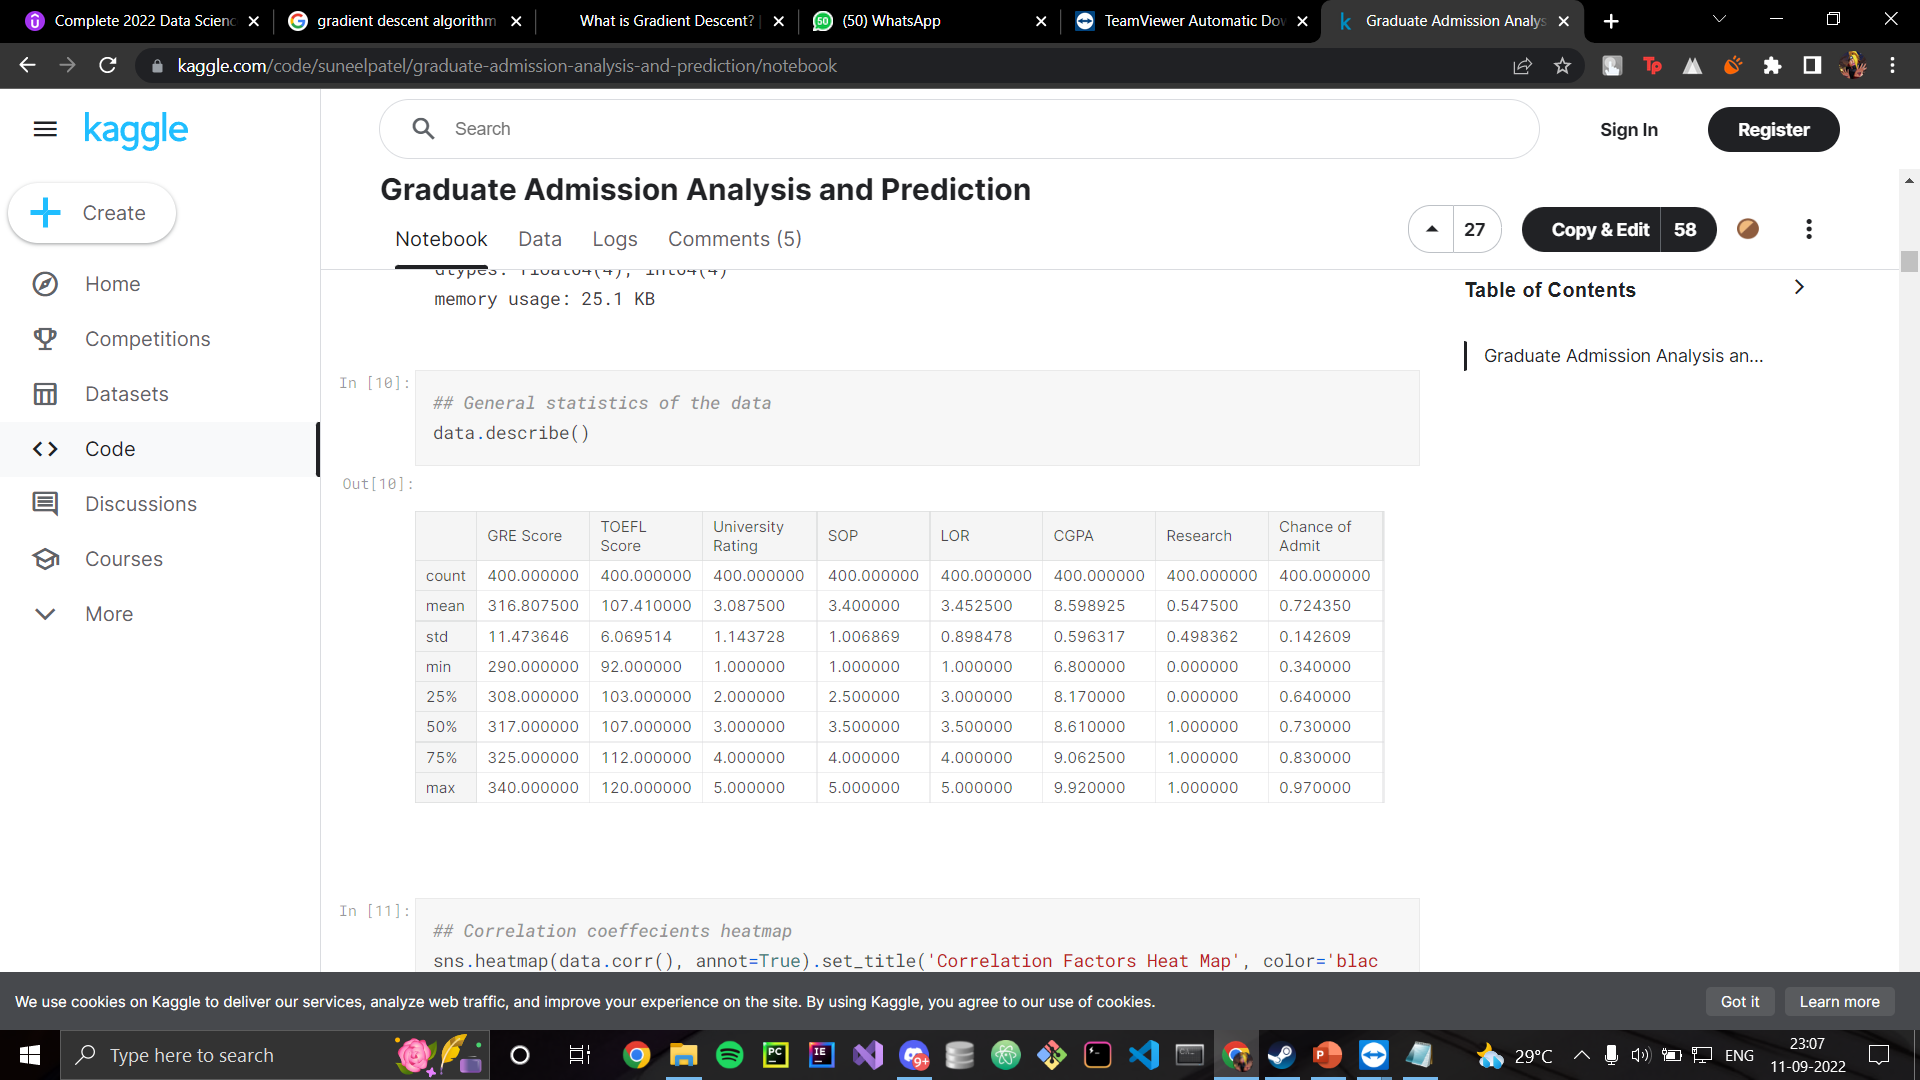 Complete 2022 Data Scienc
gradient descent algorithm
What is Gradient Descent? |
(50) WhatsApp
TeamViewer Automatic Do
Graduate Admission Analys
kaggle.com/code/suneelpatel/graduate-admission-analysis-and-prediction/notebook
kaggle
Search
Sign In
Register
Create
Home
Competitions
Datasets
Code
Discussions
Courses
More
Graduate Admission Analysis and Prediction
Notebook Data Logs Comments (5)
27
Copy & Edit 58
dtypes: float64(4), int64(4)
memory usage: 25.1 KB
Table of Contents
Graduate Admission Analysis an...
In [10]:
## General statistics of the data
data.describe()
Out[10]:
GRE Score TOEFL Score University Rating SOP LOR CGPA Research Chance of Admit
count 400.000000 400.000000 400.000000 400.000000 400.000000 400.000000 400.000000 400.000000
mean 316.807500 107.410000 3.087500 3.400000 3.452500 8.598925 0.547500 0.724350
std 11.473646 6.069514 1.143728 1.006869 0.898478 0.596317 0.498362 0.142609
min 290.000000 92.000000 1.000000 1.000000 1.000000 6.800000 0.000000 0.340000
25% 308.000000 103.000000 2.000000 2.500000 3.000000 8.170000 0.000000 0.640000
50% 317.000000 107.000000 3.000000 3.500000 3.500000 8.610000 1.000000 0.730000
75% 325.000000 112.000000 4.000000 4.000000 4.000000 9.062500 1.000000 0.830000
max 340.000000 120.000000 5.000000 5.000000 5.000000 9.920000 1.000000 0.970000
In [11]:
## Correlation coeffecients heatmap
sns.heatmap(data.corr(), annot=True).set_title('Correlation Factors Heat Map', color='blac
We use cookies on Kaggle to deliver our services, analyze web traffic, and improve your experience on the site. By using Kaggle, you agree to our use of cookies.
Got it
Learn more
Type here to search
29°C
ENG
23:07
11-09-2022